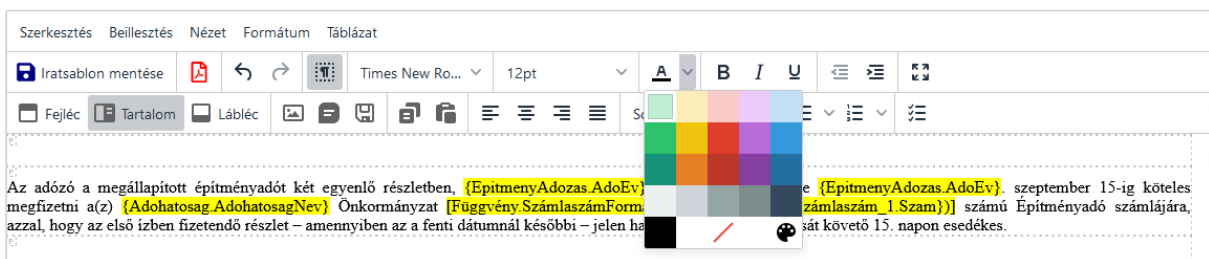 Szerkesztés Beillesztés Nézet Formátum Táblázat
Iratsablon mentése Times New Ro... 12pt A B I U
Fejléc Tartalom Lábléc
Az adózó a megállapított építményadót két egyenlő részletben, {EpitmenyAdozas.AdoEv} {EpitmenyAdozas.AdoEv}. szeptember 15-ig köteles
megfizetni a(z) {Adohatosag.AdohatosagNev} Önkormányzat [Függvény.SzámlaszámForma zámlaszám_1.Szam})] számú Építményadó számlájára,
azzal, hogy az első ízben fizetendő részlet – amennyiben az a fenti dátumnál későbbi – jelen ha sát követő 15. napon esedékes.